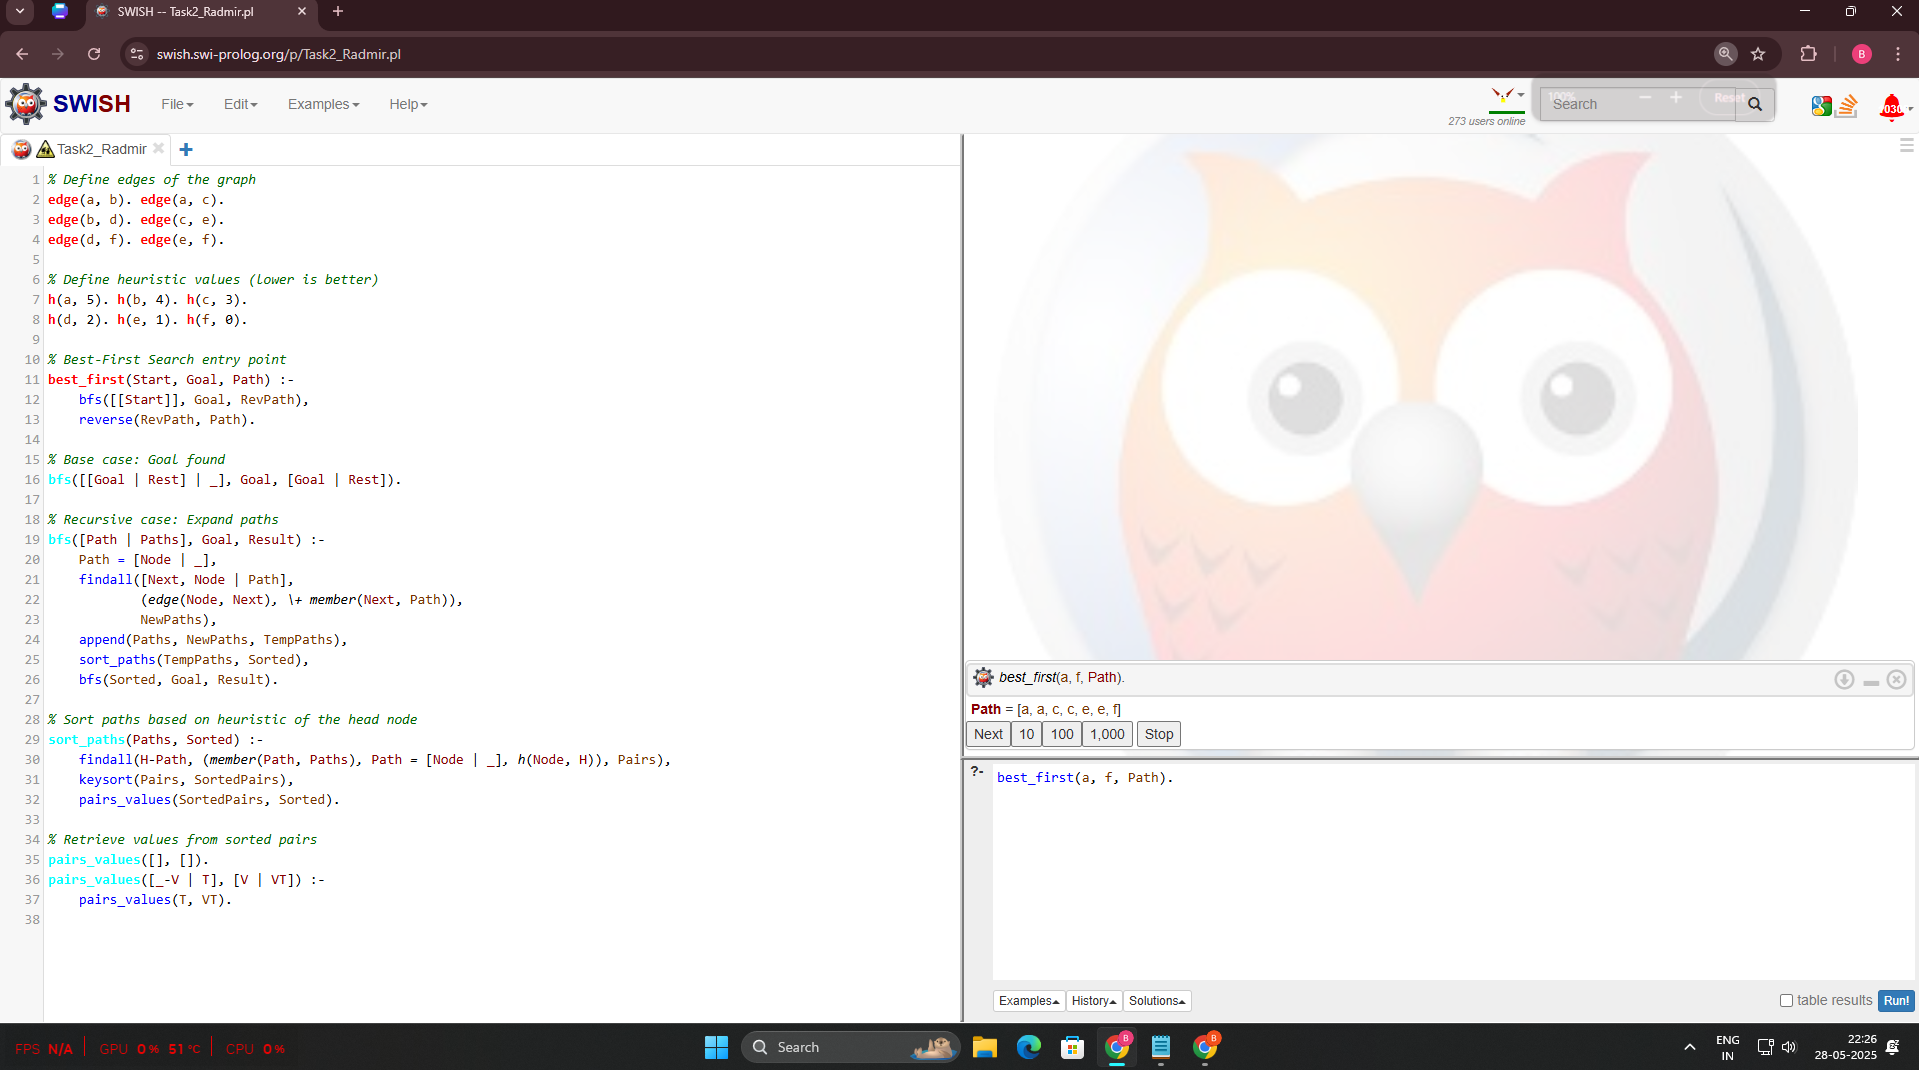 SWISH -- Task2_Radmir.pl
swish.swi-prolog.org/p/Task2_Radmir.pl
B
SWISH
File
Edit
Examples
Help
273 users online
100%
Reset
Search
Task2_Radmir
1 % Define edges of the graph
2 edge(a, b). edge(a, c).
3 edge(b, d). edge(c, e).
4 edge(d, f). edge(e, f).
5
6 % Define heuristic values (lower is better)
7 h(a, 5). h(b, 4). h(c, 3).
8 h(d, 2). h(e, 1). h(f, 0).
9
10 % Best-First Search entry point
11 best_first(Start, Goal, Path) :-
12     bfs([[Start]], Goal, RevPath),
13     reverse(RevPath, Path).
14
15 % Base case: Goal found
16 bfs([[Goal | Rest] | _], Goal, [Goal | Rest]).
17
18 % Recursive case: Expand paths
19 bfs([Path | Paths], Goal, Result) :-
20     Path = [Node | _],
21     findall([Next, Node | Path],
22             (edge(Node, Next), \+ member(Next, Path)),
23             NewPaths),
24     append(Paths, NewPaths, TempPaths),
25     sort_paths(TempPaths, Sorted),
26     bfs(Sorted, Goal, Result).
27
28 % Sort paths based on heuristic of the head node
29 sort_paths(Paths, Sorted) :-
30     findall(H-Path, (member(Path, Paths), Path = [Node | _], h(Node, H)), Pairs),
31     keysort(Pairs, SortedPairs),
32     pairs_values(SortedPairs, Sorted).
33
34 % Retrieve values from sorted pairs
35 pairs_values([], []).
36 pairs_values([_-V | T], [V | VT]) :-
37     pairs_values(T, VT).
38
best_first(a, f, Path).
Path = [a, a, c, c, e, e, f]
Next 10 100 1,000 Stop
?- best_first(a, f, Path).
Examples History Solutions
table results Run!
FPS N/A GPU 0 % 51 °C CPU 0 %
Search
B
B
ENG
IN
22:26
28-05-2025